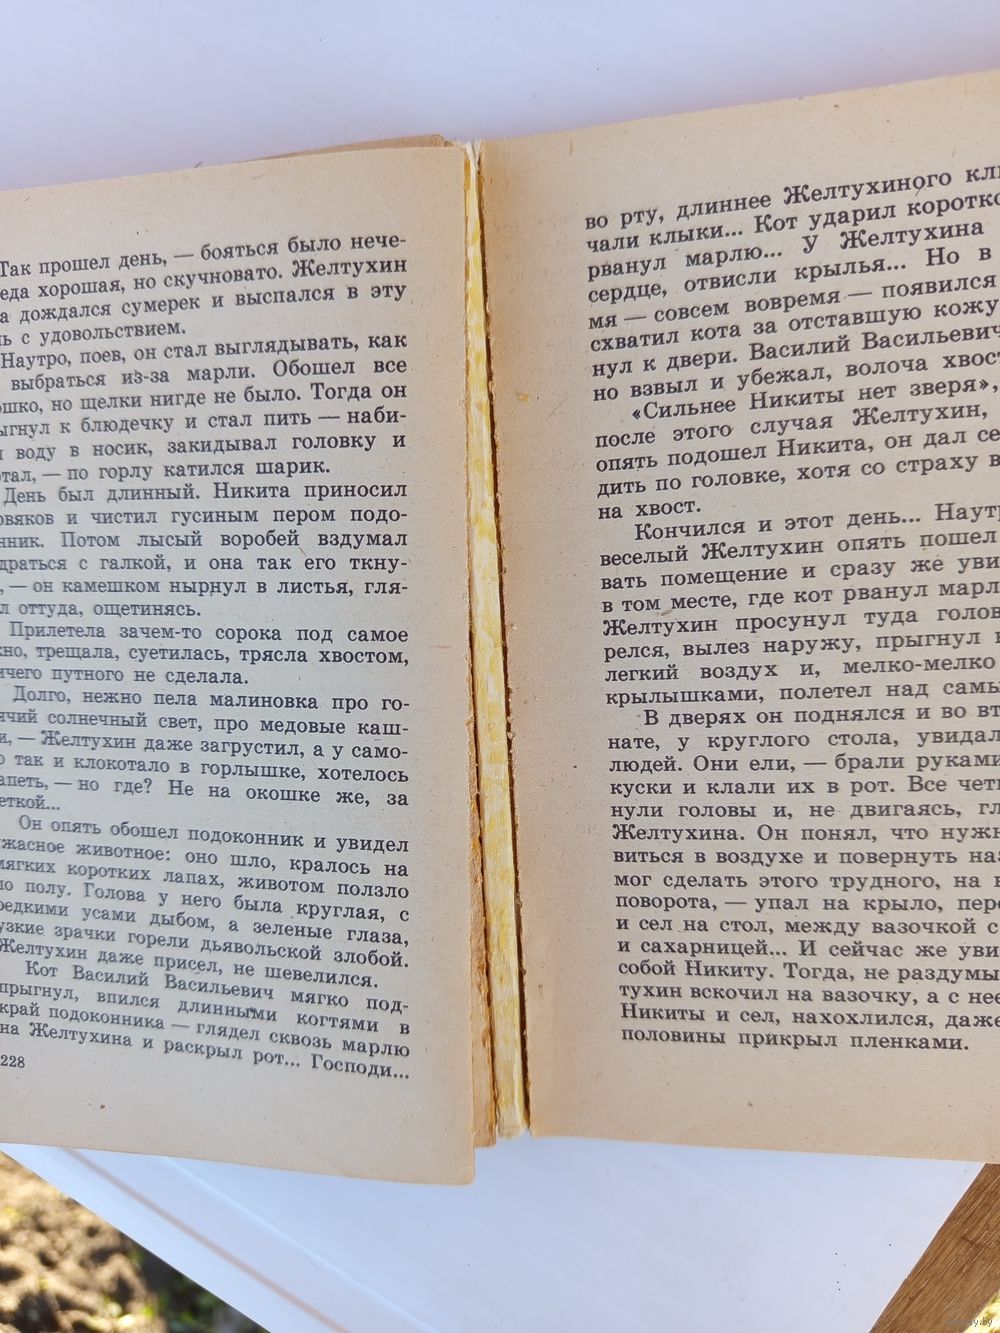 Так прошел день, — бояться было нече-
еда хорошая, но скучновато. Желтухин
а дождался сумерек и выспался в эту
ь с удовольствием.
Наутро, поев, он стал выглядывать, как
выбраться из-за марли. Обошел все
ошко, но щелки нигде не было. Тогда он
ыгнул к блюдечку и стал пить — наби-
воду в носик, закидывал головку и
отал, — по горлу катился шарик.
День был длинный. Никита приносил
овяков и чистил гусиным пером подо-
нник. Потом лысый воробей вздумал
драться с галкой, и она так его ткну-
, — он камешком нырнул в листья, гля-
л оттуда, ощетинясь.
Прилетела зачем-то сорока под самое
но, трещала, суетилась, трясла хвостом,
ичего путного не сделала.
Долго, нежно пела малиновка про го-
ячий солнечный свет, про медовые каш-
и, — Желтухин даже загрустил, а у само-
о так и клокотало в горлышке, хотелось
апеть, — но где? Не на окошке же, за
еткой...
Он опять обошел подоконник и увидел
ужасное животное: оно шло, кралось на
мягких коротких лапах, животом ползло
по полу. Голова у него была круглая, с
редкими усами дыбом, а зеленые глаза,
узкие зрачки горели дьявольской злобой.
Желтухин даже присел, не шевелился.
Кот Василий Васильевич мягко под-
прыгнул, впился длинными когтями в
край подоконника — глядел сквозь марлю
на Желтухина и раскрыл рот... Господи...
228
во рту, длиннее Желтухиного кл
чали клыки... Кот ударил коротко
рванул марлю... У Желтухина
сердце, отвисли крылья... Но в
мя — совсем вовремя — появился
схватил кота за отставшую кожу
нул к двери. Василий Васильевич
но взвыл и убежал, волоча хвост
«Сильнее Никиты нет зверя»,
после этого случая Желтухин,
опять подошел Никита, он дал се
дить по головке, хотя со страху в
на хвост.
Кончился и этот день... Наутр
веселый Желтухин опять пошел
вать помещение и сразу же уви
в том месте, где кот рванул марл
Желтухин просунул туда голов
релся, вылез наружу, прыгнул
легкий воздух и, мелко-мелко
крылышками, полетел над самы
В дверях он поднялся и во вт
нате, у круглого стола, увидал
людей. Они ели, — брали руками
куски и клали их в рот. Все чет
нули головы и, не двигаясь, гл
Желтухина. Он понял, что нужн
виться в воздухе и повернуть на
мог сделать этого трудного, на
поворота, — упал на крыло, пер
и сел на стол, между вазочкой с
и сахарницей... И сейчас же уви
собой Никиту. Тогда, не раздумы
тухин вскочил на вазочку, а с не
Никиты и сел, нахохлился, даже
половины прикрыл пленками.